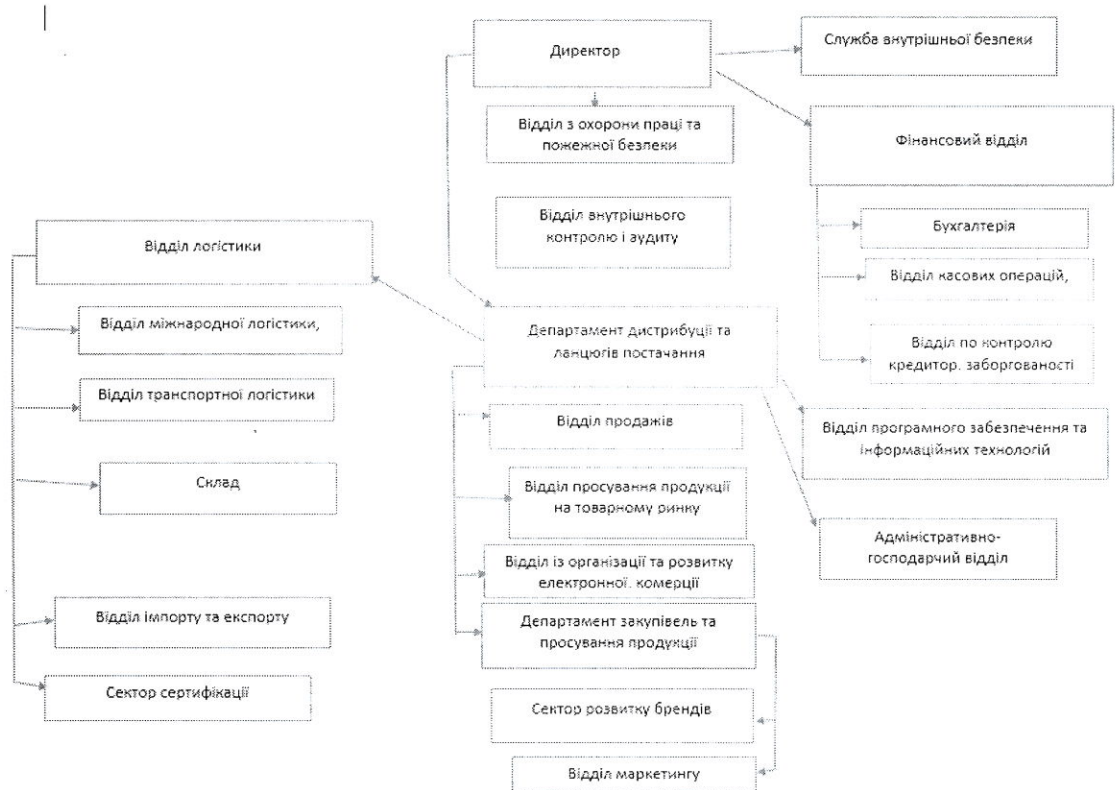 Директор
Служба внутрішньої безпеки
Відділ з охорони праці та
пожежної безпеки
Фінансовий відділ
Відділ внутрішнього
контролю і аудиту
Бухгалтерія
Відділ касових операцій,
Відділ по контролю
кредитор. заборгованості
Відділ логістики
Відділ міжнародної логістики,
Відділ транспортної логістики
Склад
Відділ імпорту та експорту
Сектор сертифікації
Департамент дистрибуції та
ланцюгів постачання
Відділ продажів
Відділ просування продукції
на товарному ринку
Відділ із організації та розвитку
електронної. комерції
Департамент закупівель та
просування продукції
Сектор розвитку брендів
Відділ маркетингу
Відділ програмного забезпечення та
інформаційних технологій
Адміністративно-
господарчий відділ